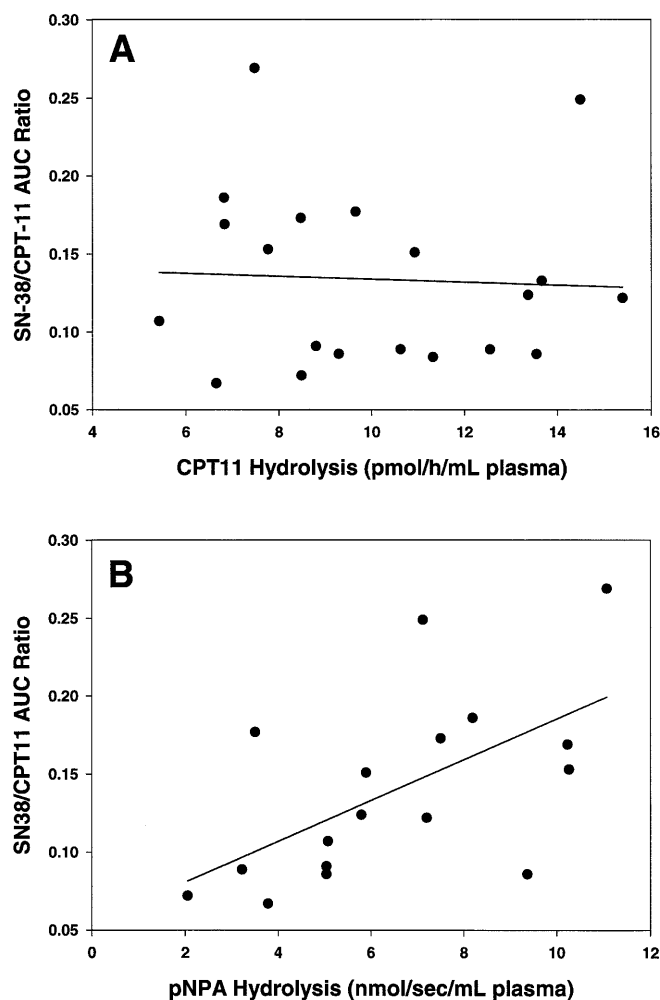 A
0.30
0.25
0.20
0.15
0.10
0.05
SN-38/CPT-11 AUC Ratio
4 6 8 10 12 14 16
CPT11 Hydrolysis (pmol/h/mL plasma)
B
0.30
0.25
0.20
0.15
0.10
0.05
SN38/CPT11 AUC Ratio
0 2 4 6 8 10 12
pNPA Hydrolysis (nmol/sec/mL plasma)